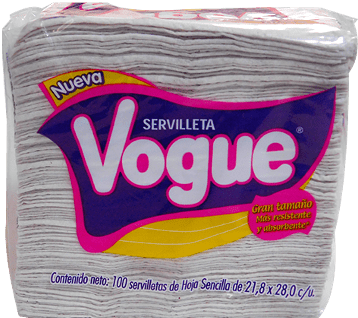 Nueva
SERVILLETA
Vogue®
Gran tamaño
Más resistente
y absorbente*
Contenido neto: 100 servilletas de Hoja Sencilla de 21,8 x 28,0 c/u.